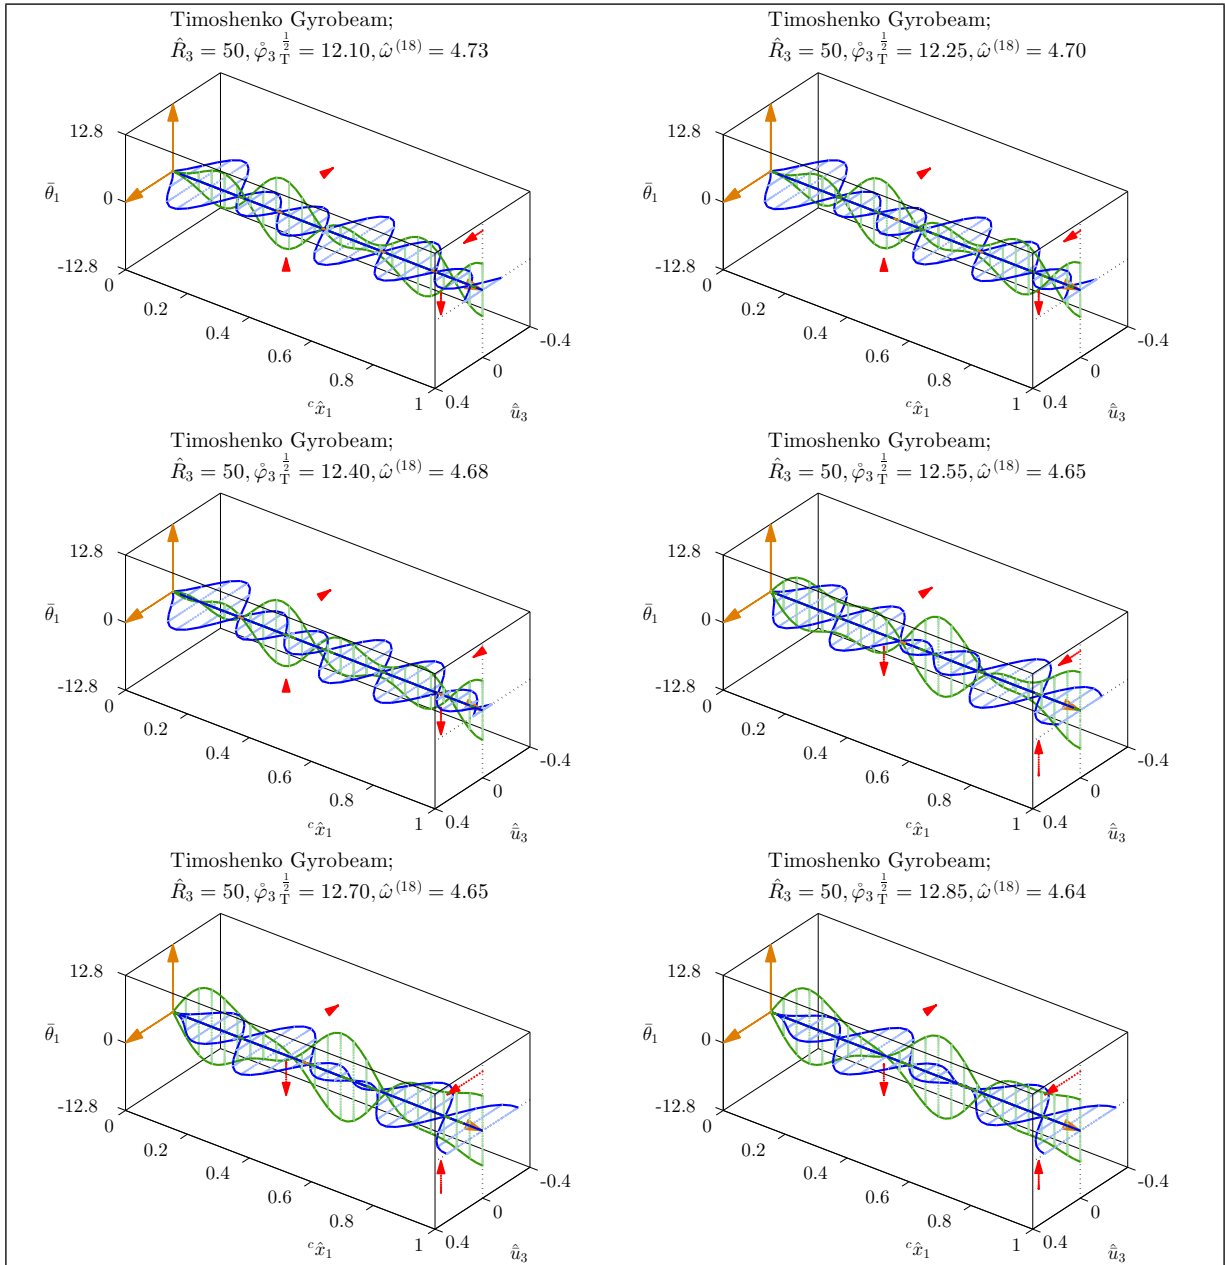 Timoshenko Gyrobeam;
R̂₃ = 50, φ̊₃ᴛ^½ = 12.10, ω̂⁽¹⁸⁾ = 4.73
12.8
θ̄₁
0
-12.8
0
0.2
0.4
0.6
0.8
1
ᶜx̂₁
0.4
0
-0.4
ū̂₃
Timoshenko Gyrobeam;
R̂₃ = 50, φ̊₃ᴛ^½ = 12.25, ω̂⁽¹⁸⁾ = 4.70
12.8
θ̄₁
0
-12.8
0
0.2
0.4
0.6
0.8
1
ᶜx̂₁
0.4
0
-0.4
ū̂₃
Timoshenko Gyrobeam;
R̂₃ = 50, φ̊₃ᴛ^½ = 12.40, ω̂⁽¹⁸⁾ = 4.68
12.8
θ̄₁
0
-12.8
0
0.2
0.4
0.6
0.8
1
ᶜx̂₁
0.4
0
-0.4
ū̂₃
Timoshenko Gyrobeam;
R̂₃ = 50, φ̊₃ᴛ^½ = 12.55, ω̂⁽¹⁸⁾ = 4.65
12.8
θ̄₁
0
-12.8
0
0.2
0.4
0.6
0.8
1
ᶜx̂₁
0.4
0
-0.4
ū̂₃
Timoshenko Gyrobeam;
R̂₃ = 50, φ̊₃ᴛ^½ = 12.70, ω̂⁽¹⁸⁾ = 4.65
12.8
θ̄₁
0
-12.8
0
0.2
0.4
0.6
0.8
1
ᶜx̂₁
0.4
0
-0.4
ū̂₃
Timoshenko Gyrobeam;
R̂₃ = 50, φ̊₃ᴛ^½ = 12.85, ω̂⁽¹⁸⁾ = 4.64
12.8
θ̄₁
0
-12.8
0
0.2
0.4
0.6
0.8
1
ᶜx̂₁
0.4
0
-0.4
ū̂₃